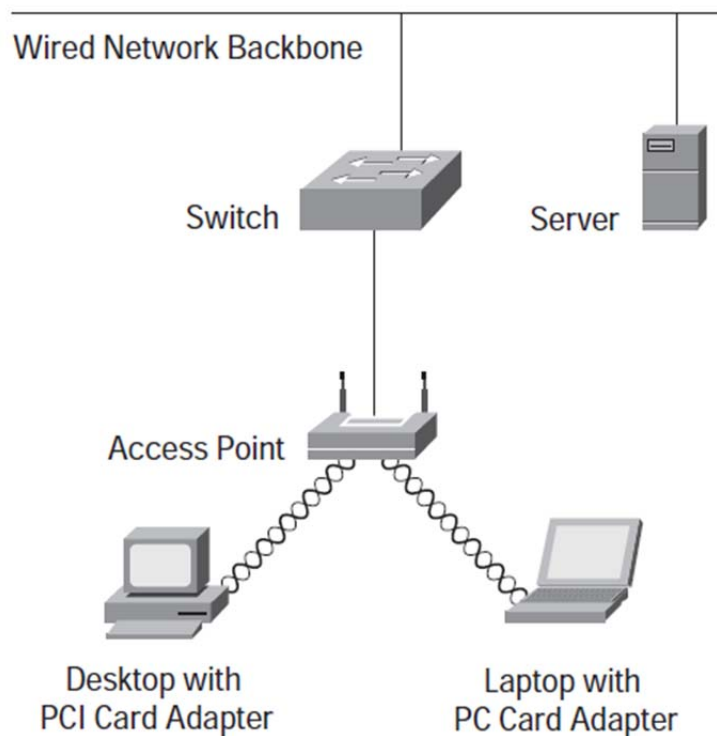 Wired Network Backbone
Switch
Server
Access Point
Desktop with
PCI Card Adapter
Laptop with
PC Card Adapter